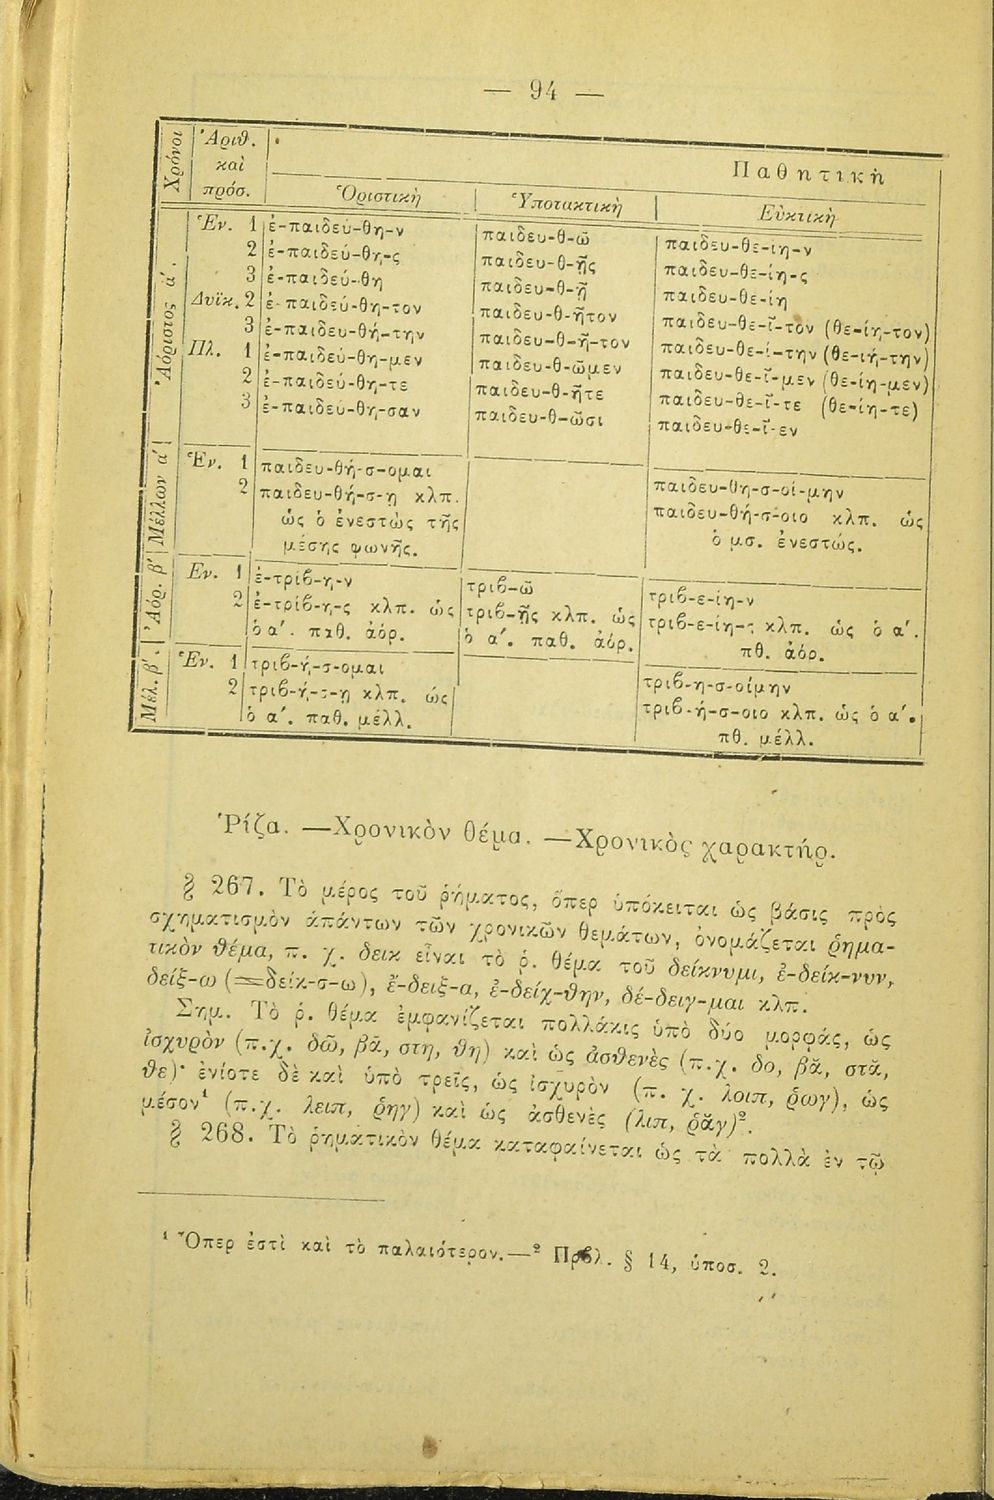 — 94 —
Χρόνοι | Ἀριθ. καὶ πρόσ. | Παθητικὴ
Ὁριστικὴ | Ὑποτακτικὴ | Εὐκτικὴ
Ἀόριστος α΄.
Ἑν. 1 | ἐ-παιδεύ-θη-ν | παιδευ-θ-ῶ | παιδευ-θε-ίη-ν
2 | ἐ-παιδεύ-θη-ς | παιδευ-θ-ῇς | παιδευ-θε-ίη-ς
3 | ἐ-παιδεύ-θη | παιδευ-θ-ῇ | παιδευ-θε-ίη
Δυϊκ. 2 | ἐ-παιδεύ-θη-τον | παιδευ-θ-ῆτον | παιδευ-θε-ῖ-τον (θε-ίη-τον)
3 | ἐ-παιδευ-θή-την | παιδευ-θ-ῆ-τον | παιδευ-θε-ί-την (θε-ιή-την)
Πλ. 1 | ἐ-παιδεύ-θη-μεν | παιδευ-θ-ῶμεν | παιδευ-θε-ῖ-μεν (θε-ίη-μεν)
2 | ἐ-παιδεύ-θη-τε | παιδευ-θ-ῆτε | παιδευ-θε-ῖ-τε (θε-ίη-τε)
3 | ἐ-παιδεύ-θη-σαν | παιδευ-θ-ῶσι | παιδευ-θε-ῖ-εν
Μέλλων α΄
Ἑν. 1 | παιδευ-θή-σ-ομαι | παιδευ-θη-σ-οί-μην
2 | παιδευ-θή-σ-ῃ κλπ. | παιδευ-θή-σ-οιο κλπ. ὡς
ὡς ὁ ἐνεστὼς τῆς | ὁ μσ. ἐνεστώς.
μέσης φωνῆς.
Ἀόρ. β΄
Ἑν. 1 | ἐ-τρίβ-η-ν | τριβ-ῶ | τριβ-ε-ίη-ν
2 | ἐ-τρίβ-η-ς κλπ. ὡς | τριβ-ῇς κλπ. ὡς | τριβ-ε-ίη-ς κλπ. ὡς ὁ α΄.
ὁ α΄. παθ. ἀόρ. | ὁ α΄. παθ. ἀόρ. | πθ. ἀόρ.
Μέλ. β΄.
Ἑν. 1 | τριβ-ή-σ-ομαι | τριβ-η-σ-οίμην
2 | τριβ-ή-σ-ῃ κλπ. ὡς | τριβ-ή-σ-οιο κλπ. ὡς ὁ α΄.
ὁ α΄. παθ. μέλλ. | πθ. μέλλ.
Ῥίζα. —Χρονικὸν θέμα. —Χρονικὸς χαρακτήρ.
§ 267. Τὸ μέρος τοῦ ῥήματος, ὅπερ ὑπόκειται ὡς βάσις πρὸς
σχηματισμὸν ἁπάντων τῶν χρονικῶν θεμάτων, ὀνομάζεται ῥημα-
τικὸν θέμα, π. χ. δεικ εἶναι τὸ ῥ. θέμα τοῦ δείκνυμι, ἐ-δείκ-νυν,
δείξ-ω (=δείκ-σ-ω), ἔ-δειξ-α, ἐ-δείχ-θην, δέ-δειγ-μαι κλπ.
Σημ. Τὸ ῥ. θέμα ἐμφανίζεται πολλάκις ὑπὸ δύο μορφάς, ὡς
ἰσχυρὸν (π.χ. δῶ, βᾱ, στη, θη) καὶ ὡς ἀσθενὲς (π.χ. δο, βᾰ, στᾰ,
θε)· ἐνίοτε δὲ καὶ ὑπὸ τρεῖς, ὡς ἰσχυρὸν (π. χ. λοιπ, ῥωγ), ὡς
μέσον¹ (π.χ. λειπ, ῥηγ) καὶ ὡς ἀσθενὲς (λιπ, ῥᾰγ)².
§ 268. Τὸ ῥηματικὸν θέμα καταφαίνεται ὡς τὰ πολλὰ ἐν τῷ
¹ Ὅπερ ἐστὶ καὶ τὸ παλαιότερον.—² Πρβλ. § 14, ὑποσ. 2.